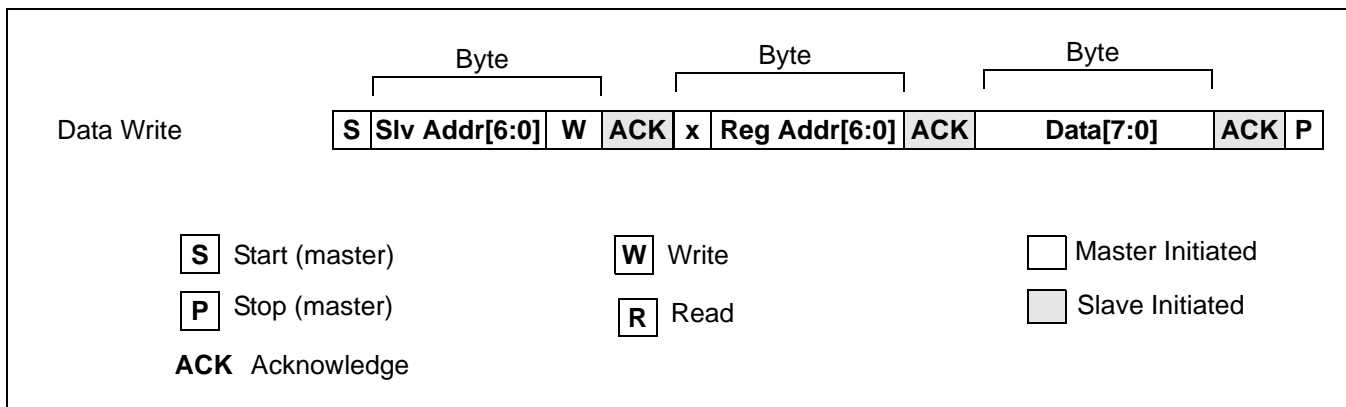 Byte Byte Byte
Data Write S Slv Addr[6:0] W ACK x Reg Addr[6:0] ACK Data[7:0] ACK P
S Start (master) W Write Master Initiated
P Stop (master) R Read Slave Initiated
ACK Acknowledge